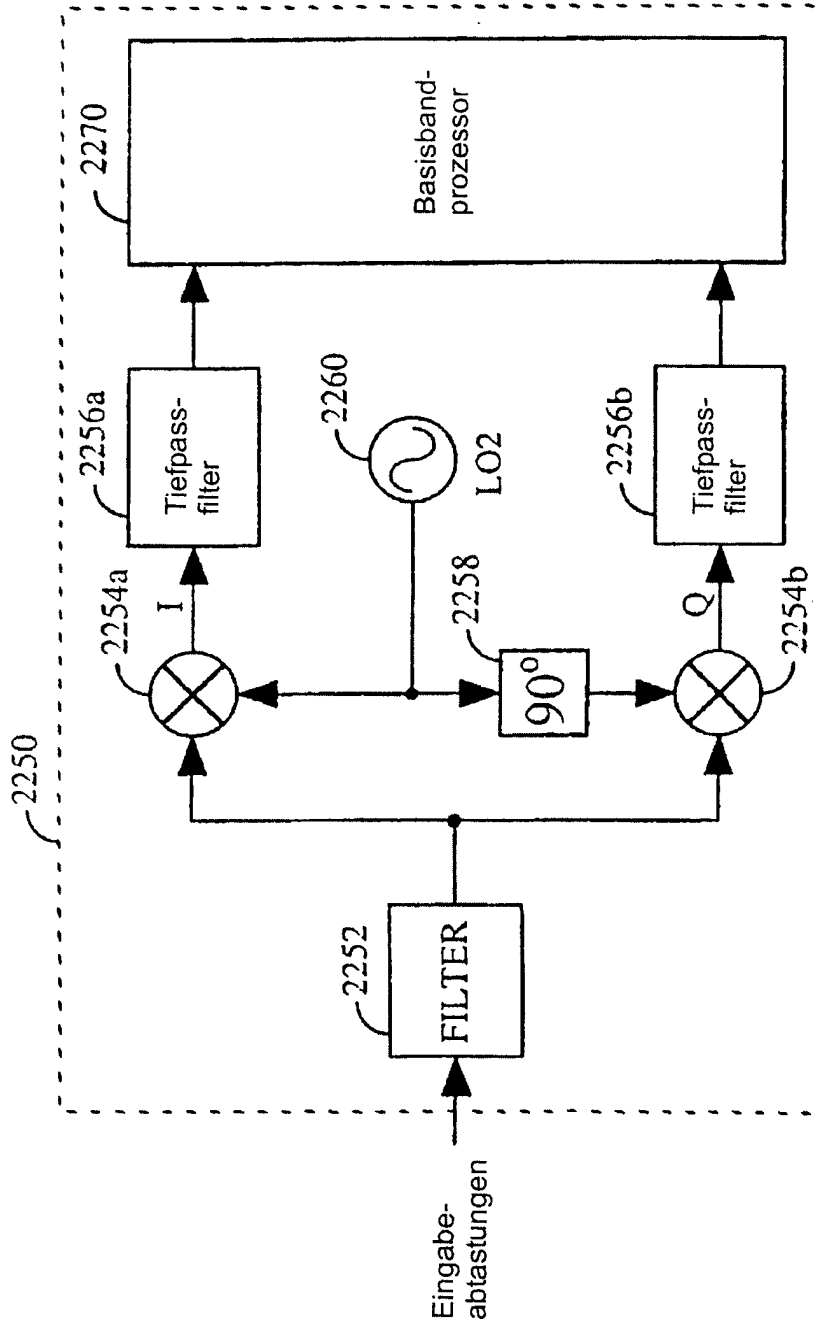 2250
Eingabe-
abtastungen
2252
FILTER
2254a
I
2256a
Tiefpass-
filter
2270
Basisband-
prozessor
2260
LO2
2258
90°
2254b
Q
2256b
Tiefpass-
filter